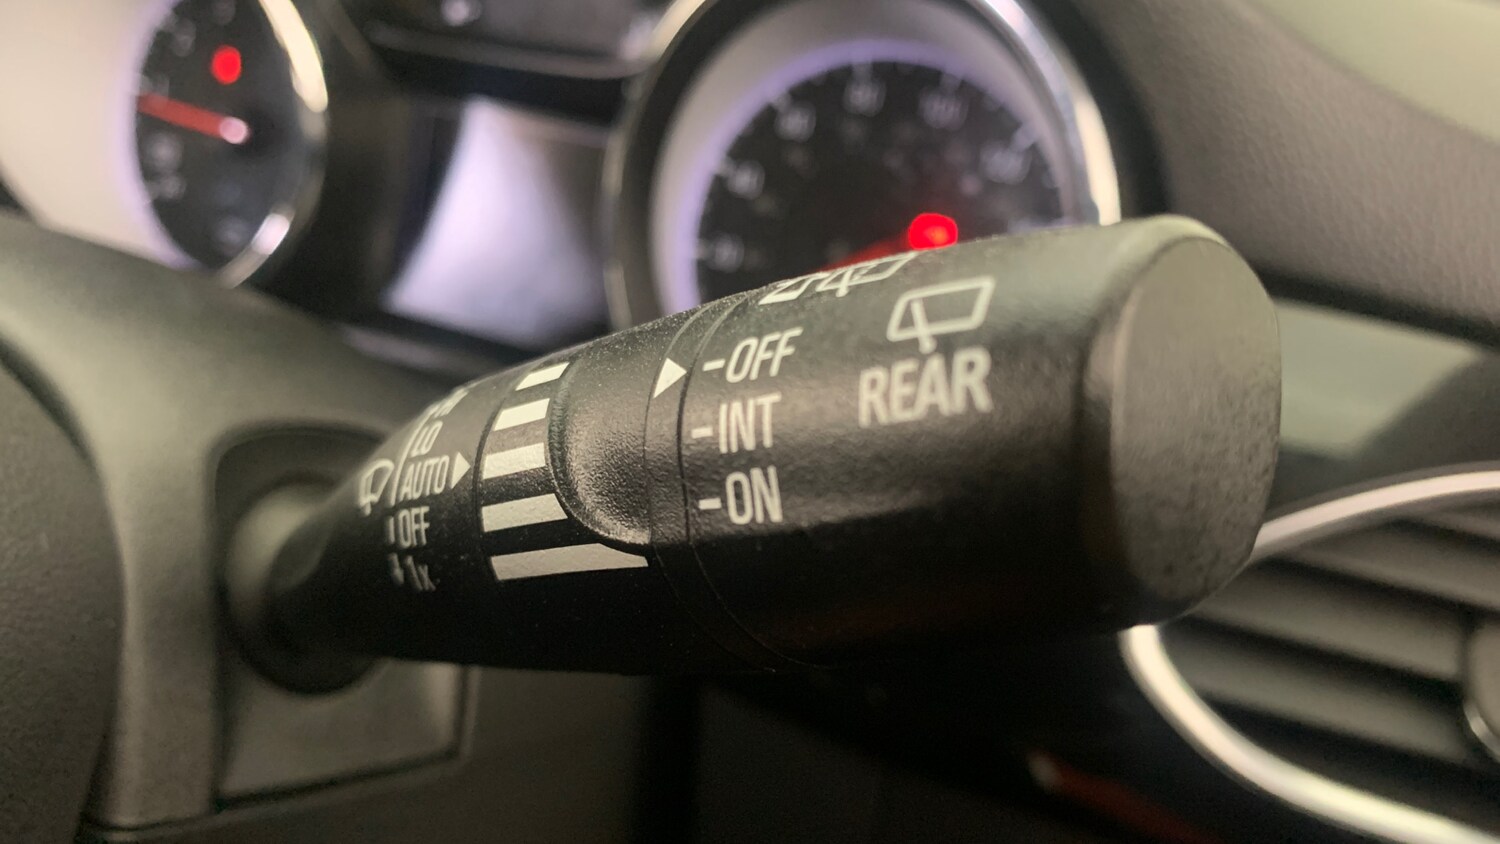 OFF
INT
ON
REAR
LO
AUTO
OFF
1x